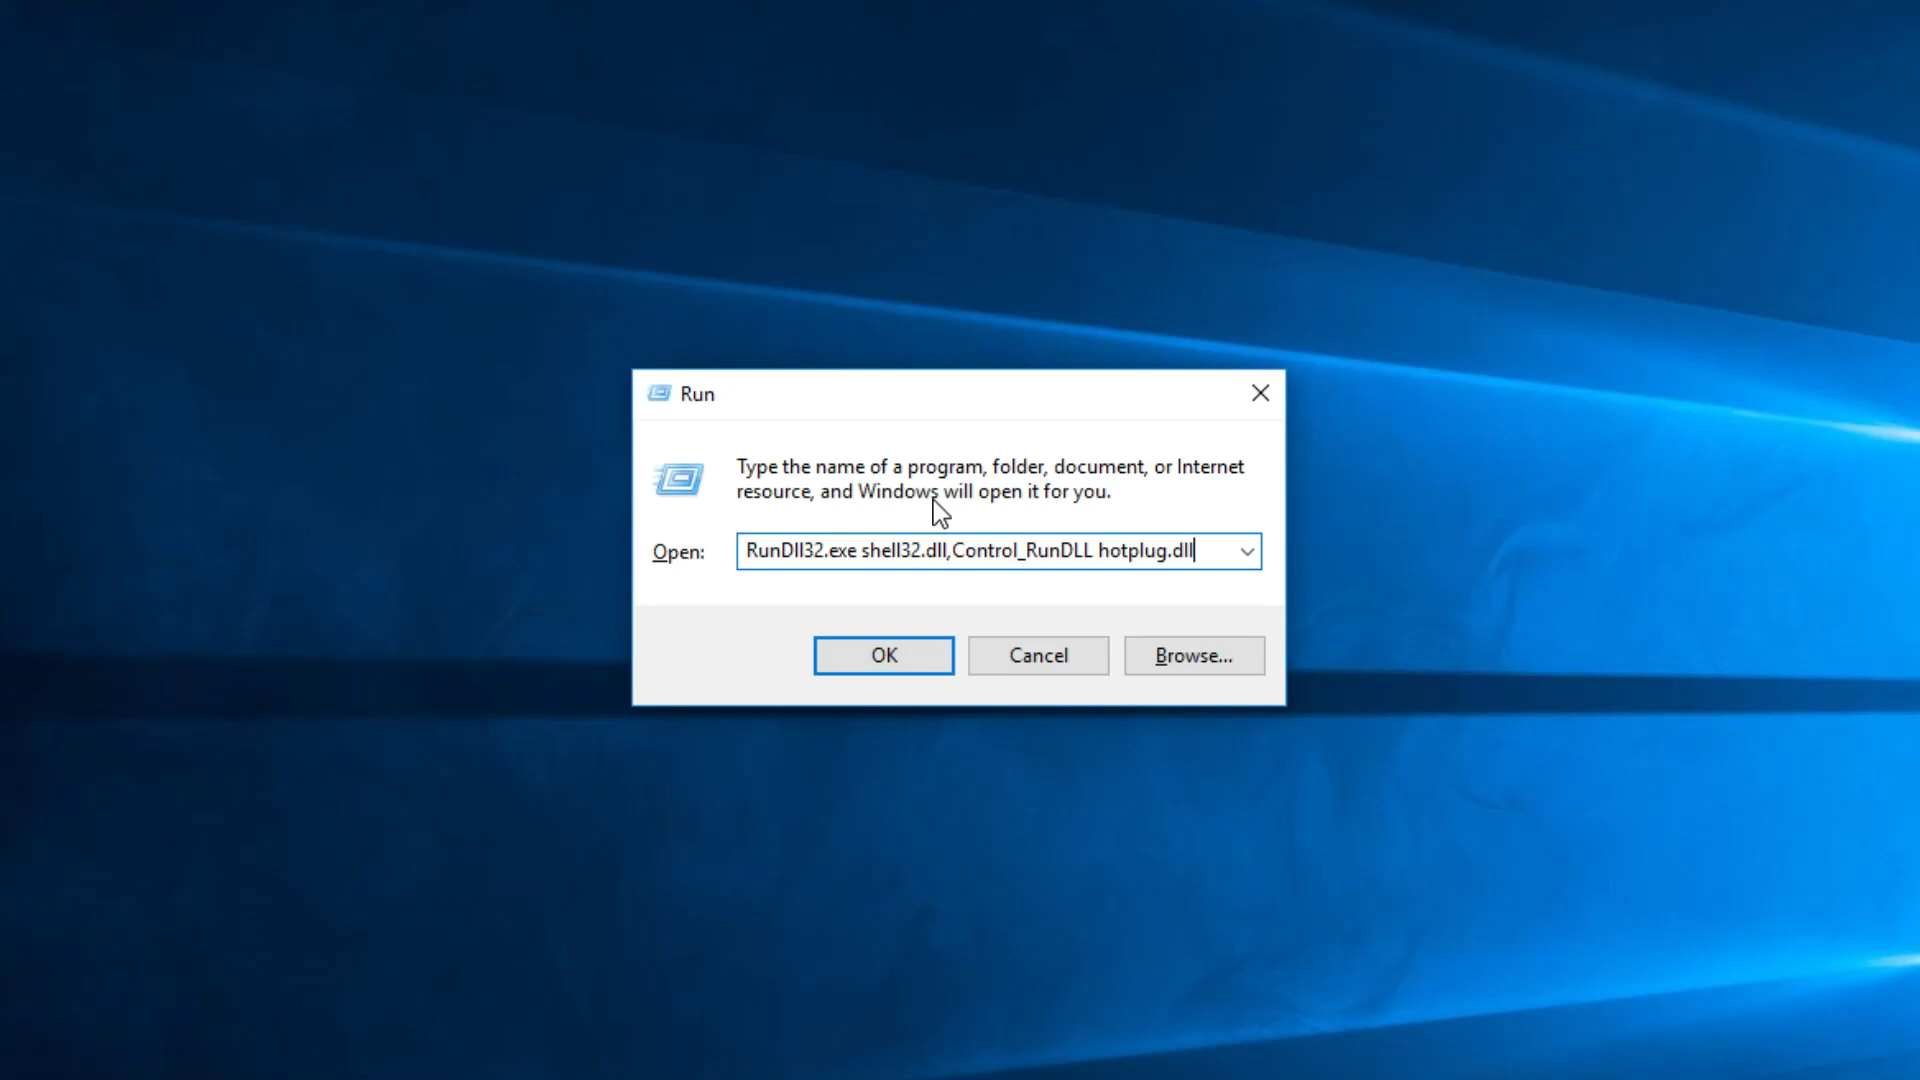 Run
Type the name of a program, folder, document, or Internet
resource, and Windows will open it for you.
Open:
RunDll32.exe shell32.dll,Control_RunDLL hotplug.dll
OK
Cancel
Browse...